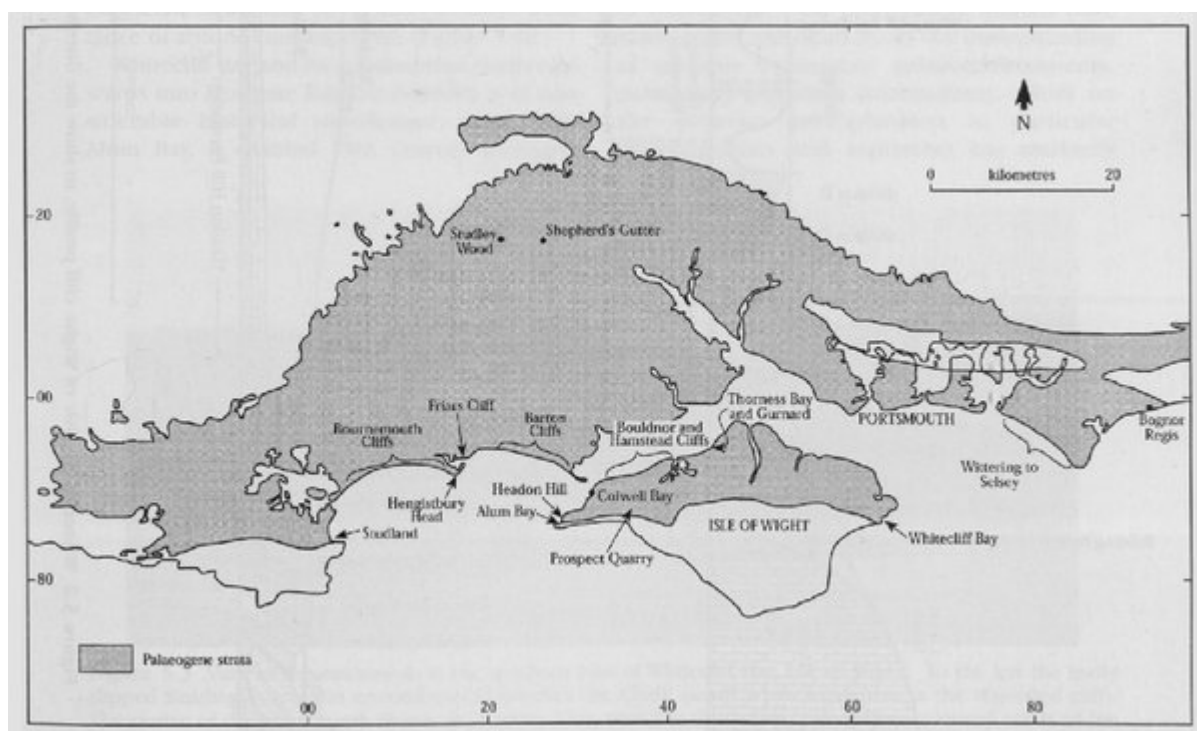 N
0 kilometres 20
20
Studley
Wood
Shepherd's Gutter
00
Friars Cliff
Barton
Cliffs
Bournemouth
Cliffs
Bouldnor and
Hamstead Cliffs
Thorness Bay
and Gurnard
PORTSMOUTH
Bognor
Regis
Wittering to
Selsey
Hengistbury
Head
Headon Hill
Alum Bay
Colwell Bay
ISLE OF WIGHT
Studland
Prospect Quarry
Whitecliff Bay
80
Palaeogene strata
00
20
40
60
80